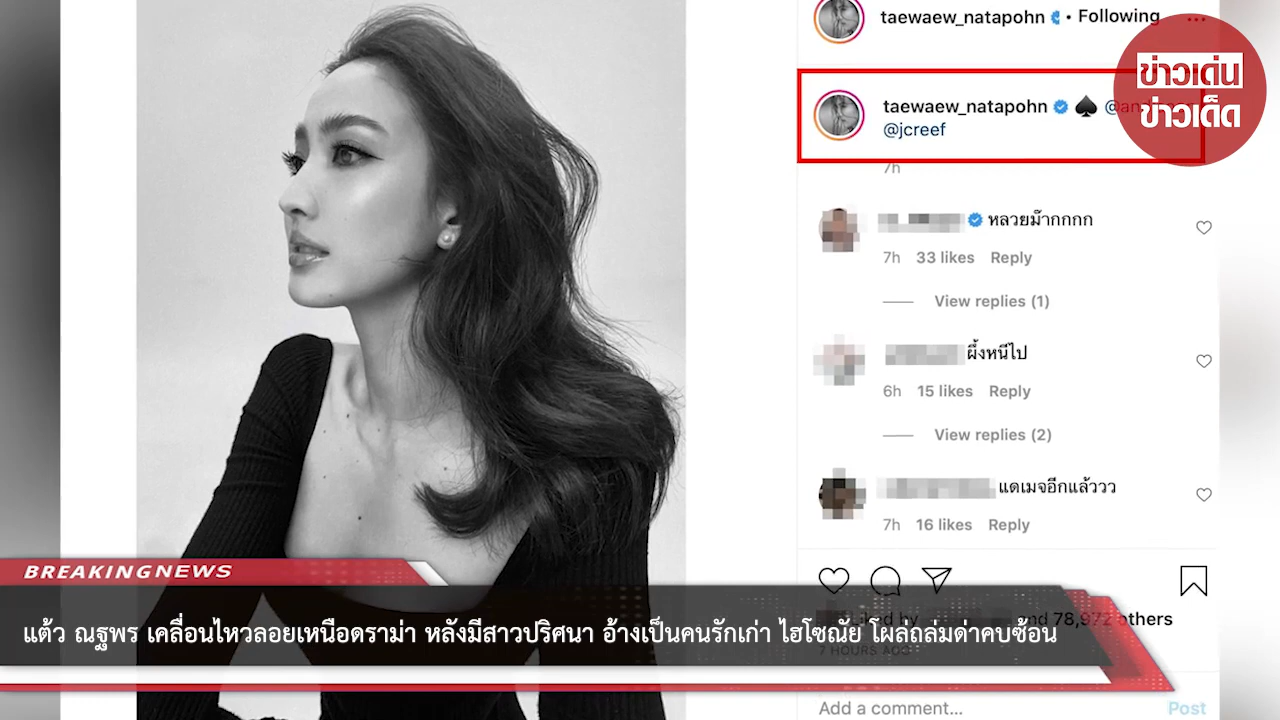 taewaew_natapohn • Following
ข่าวเด่น
ข่าวเด็ด
taewaew_natapohn ♠
@jcreef
7h
หลวยม๊ากกกก
7h 33 likes Reply
View replies (1)
ผึ้งหนีไป
6h 15 likes Reply
View replies (2)
แดเมจอีกแล้ววว
7h 16 likes Reply
BREAKINGNEWS
Liked by and 78,972 others
แต้ว ณฐพร เคลื่อนไหวลอยเหนือดราม่า หลังมีสาวปริศนา อ้างเป็นคนรักเก่า ไฮโซณัย โผล่ถล่มด่าคบซ้อน
7 HOURS AGO
Add a comment... Post